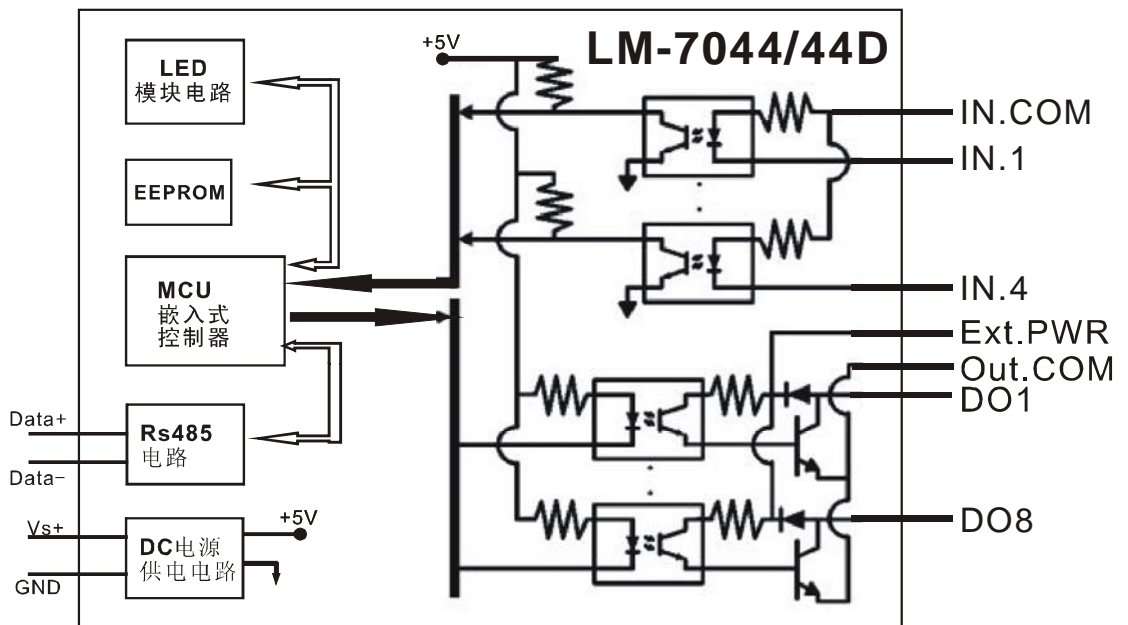 LM-7044/44D
+5V
LED
模块电路
EEPROM
MCU
嵌入式
控制器
Data+
Data-
Rs485
电路
Vs+
GND
DC电源
供电电路
+5V
IN.COM
IN.1
IN.4
Ext.PWR
Out.COM
DO1
DO8